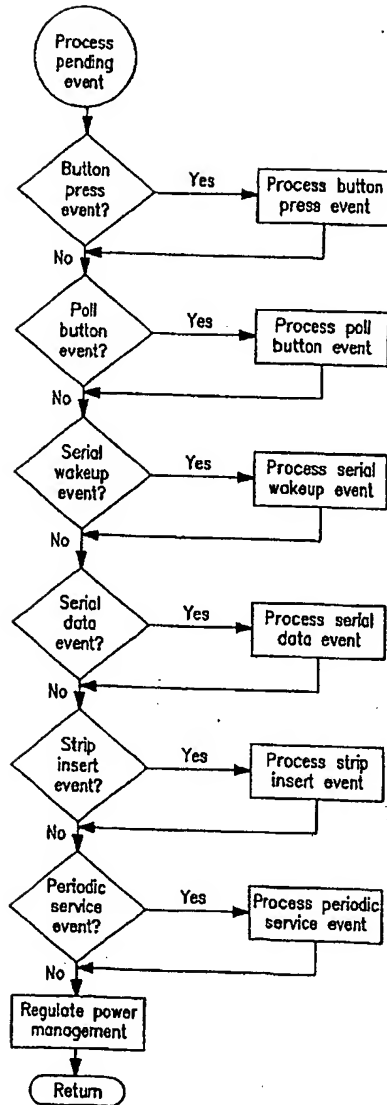 Process
pending
event
Button
press
event?
Yes
Process button
press event
No
Poll
button
event?
Yes
Process poll
button event
No
Serial
wakeup
event?
Yes
Process serial
wakeup event
No
Serial
data
event?
Yes
Process serial
data event
No
Strip
insert
event?
Yes
Process strip
insert event
No
Periodic
service
event?
Yes
Process periodic
service event
No
Regulate power
management
Return